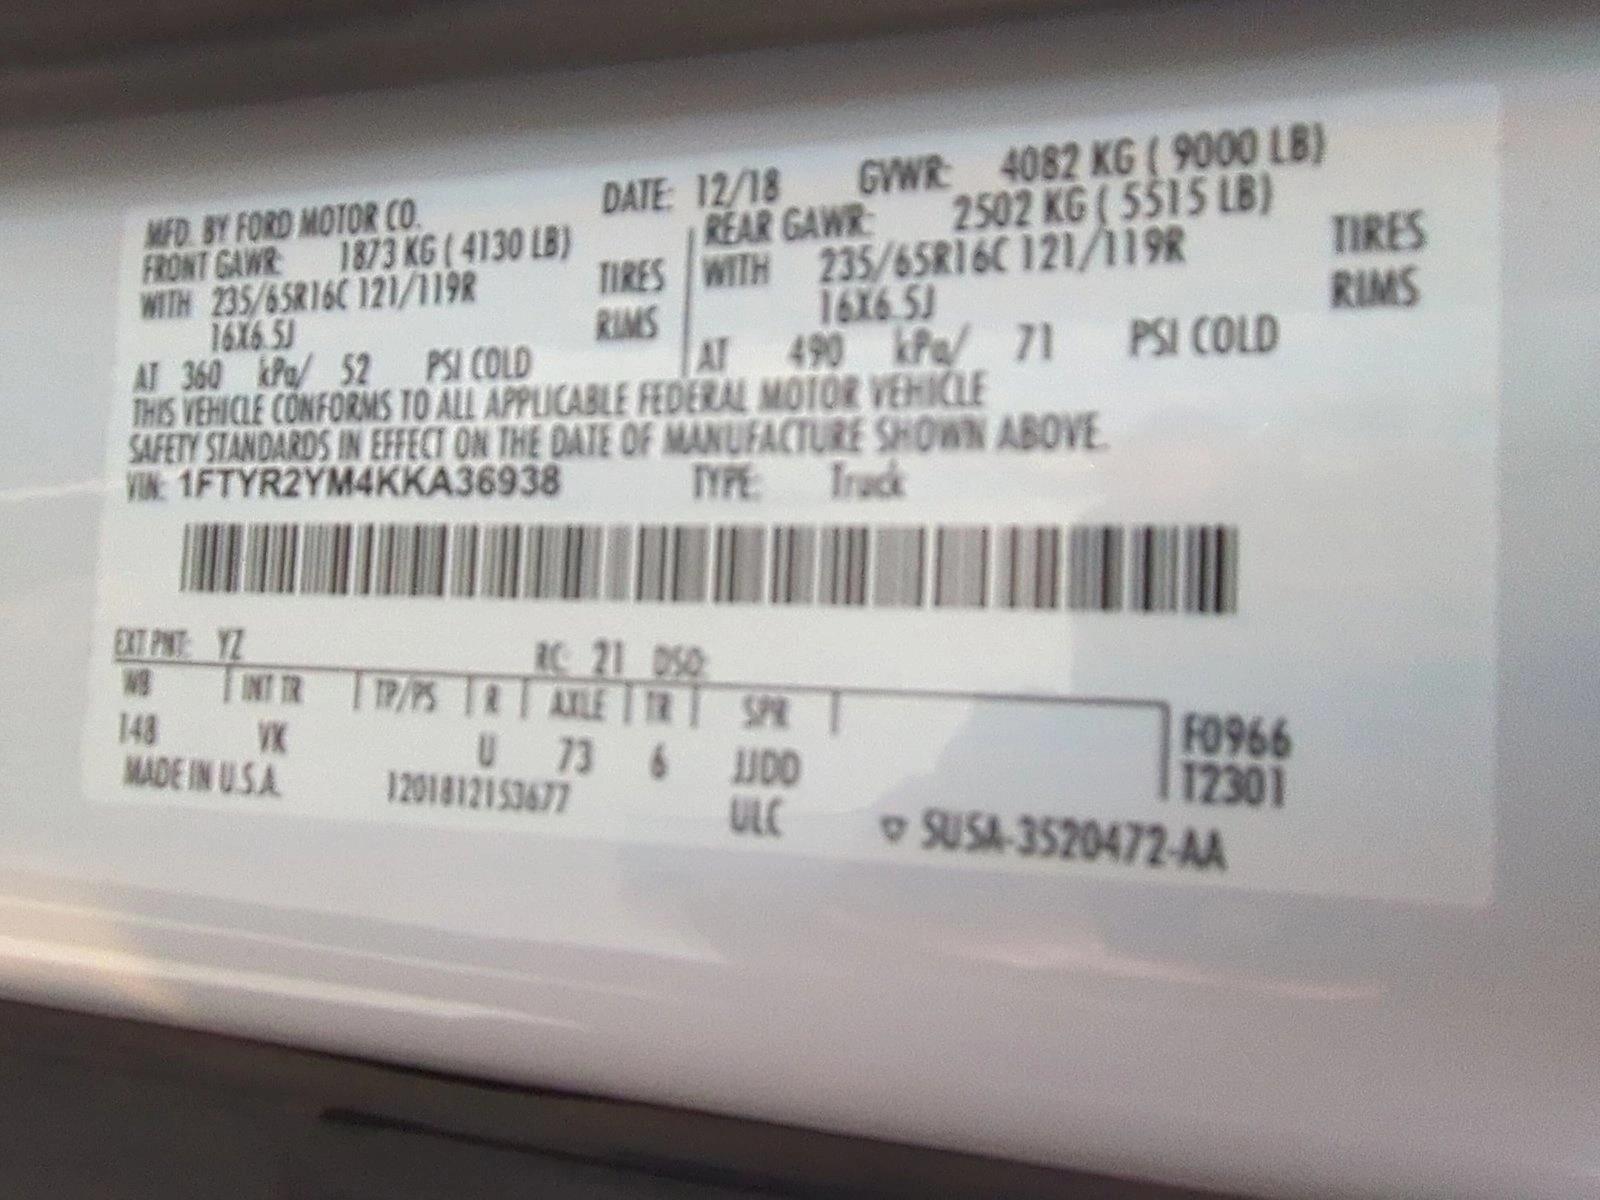 MFD. BY FORD MOTOR CO. DATE: 12/18 GVWR: 4082 KG ( 9000 LB)
FRONT GAWR: 1873 KG ( 4130 LB) REAR GAWR: 2502 KG ( 5515 LB)
WITH 235/65R16C 121/119R TIRES WITH 235/65R16C 121/119R TIRES
16X6.5J RIMS 16X6.5J RIMS
AT 360 kPa/ 52 PSI COLD AT 490 kPa/ 71 PSI COLD
THIS VEHICLE CONFORMS TO ALL APPLICABLE FEDERAL MOTOR VEHICLE
SAFETY STANDARDS IN EFFECT ON THE DATE OF MANUFACTURE SHOWN ABOVE.
VIN: 1FTYR2YM4KKA36938 TYPE: Truck
EXT PNT: YZ RC: 21 DSO:
WB INT TR TP/PS R AXLE TR SPR
148 VK U 73 6 JJDD F0966
T2301
MADE IN U.S.A. 1201812153677 ULC ▽ SU5A-3520472-AA